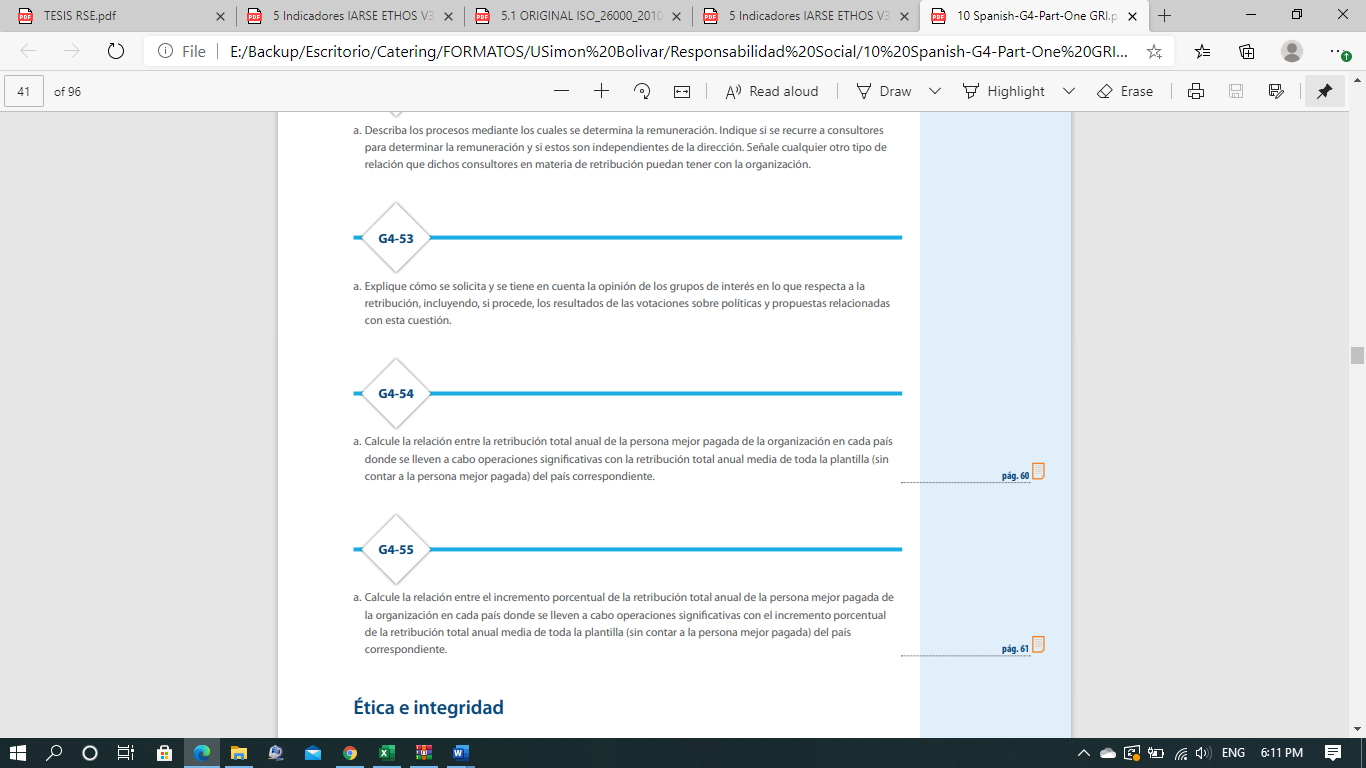 TESIS RSE.pdf
5 Indicadores IARSE ETHOS V3
5.1 ORIGINAL ISO_26000_2010
5 Indicadores IARSE ETHOS V3
10 Spanish-G4-Part-One GRI.p
File
E:/Backup/Escritorio/Catering/FORMATOS/USimon%20Bolivar/Responsabilidad%20Social/10%20Spanish-G4-Part-One%20GRI...
41 of 96
Read aloud
Draw
Highlight
Erase
a. Describa los procesos mediante los cuales se determina la remuneración. Indique si se recurre a consultores
para determinar la remuneración y si estos son independientes de la dirección. Señale cualquier otro tipo de
relación que dichos consultores en materia de retribución puedan tener con la organización.
G4-53
a. Explique cómo se solicita y se tiene en cuenta la opinión de los grupos de interés en lo que respecta a la
retribución, incluyendo, si procede, los resultados de las votaciones sobre políticas y propuestas relacionadas
con esta cuestión.
G4-54
a. Calcule la relación entre la retribución total anual de la persona mejor pagada de la organización en cada país
donde se lleven a cabo operaciones significativas con la retribución total anual media de toda la plantilla (sin
contar a la persona mejor pagada) del país correspondiente.
pág. 60
G4-55
a. Calcule la relación entre el incremento porcentual de la retribución total anual de la persona mejor pagada de
la organización en cada país donde se lleven a cabo operaciones significativas con el incremento porcentual
de la retribución total anual media de toda la plantilla (sin contar a la persona mejor pagada) del país
correspondiente.
pág. 61
Ética e integridad
ENG
6:11 PM